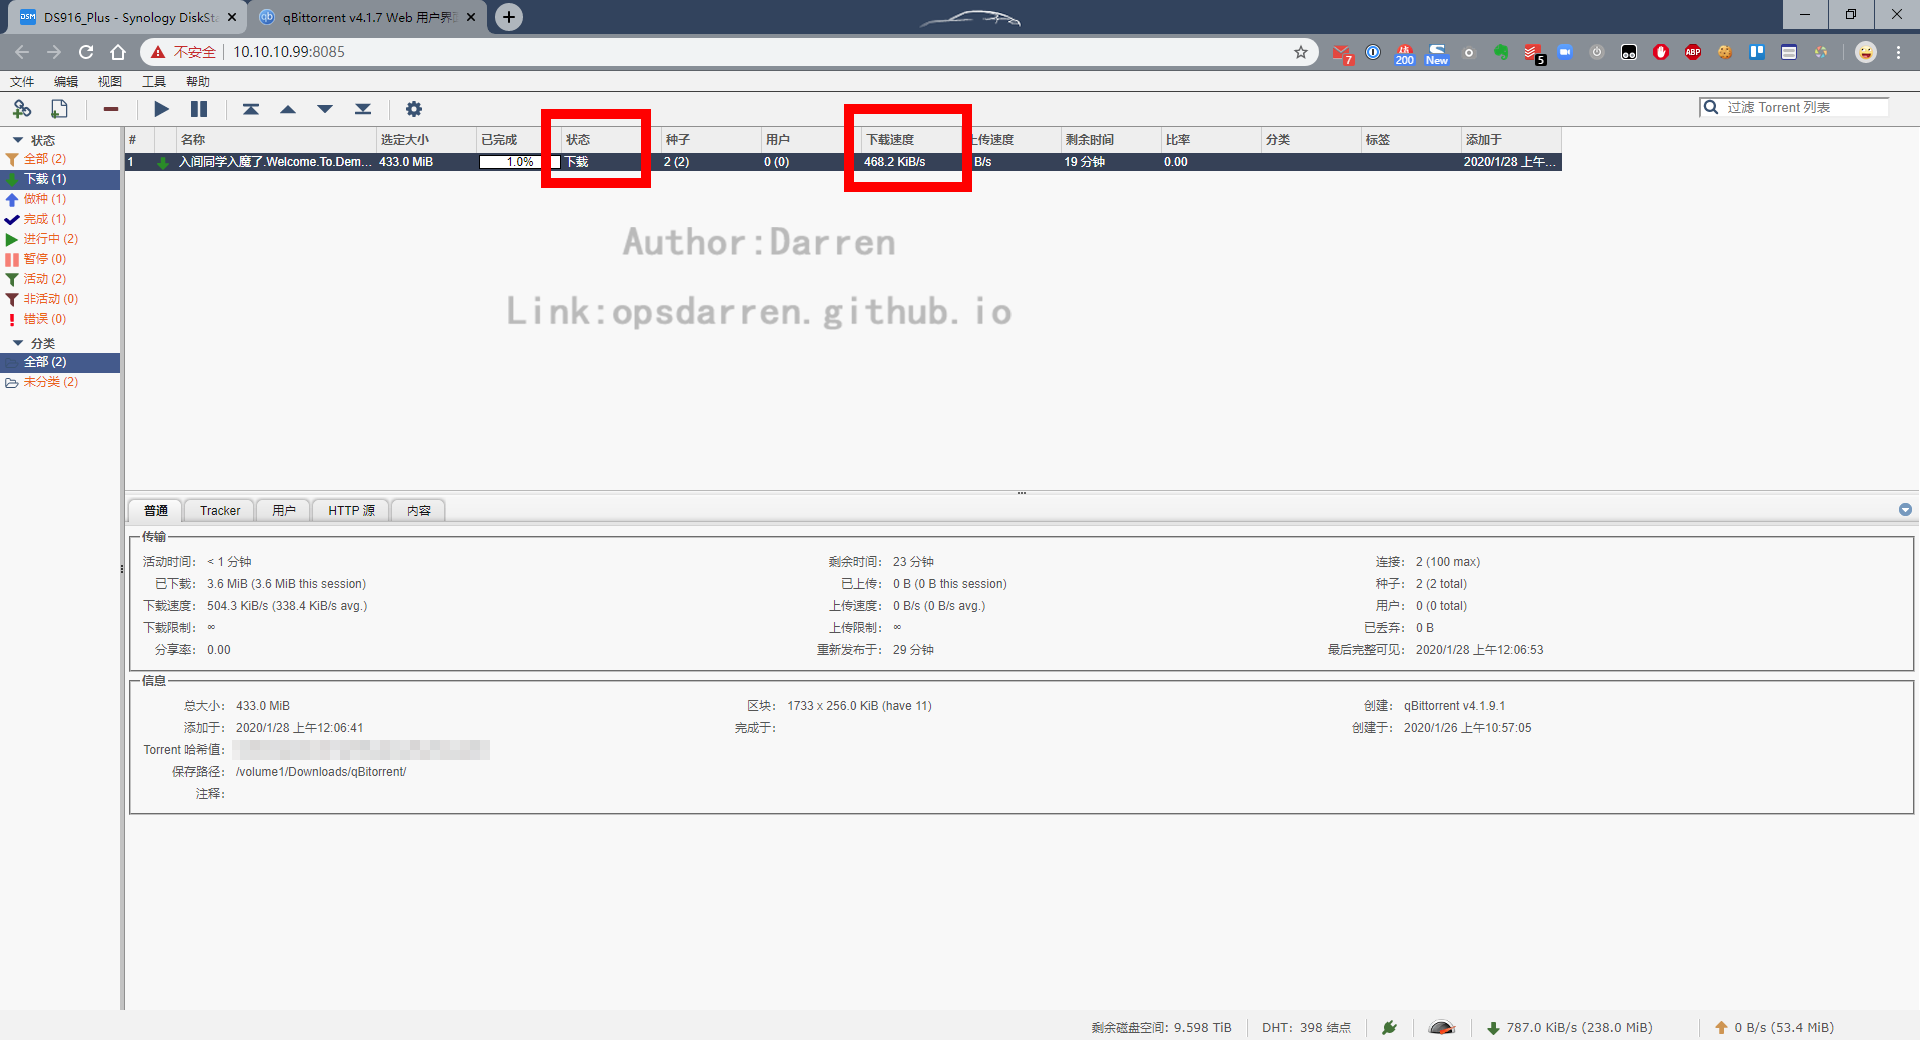 DS916_Plus - Synology DiskSta
qBittorrent v4.1.7 Web 用户界面
不安全 10.10.10.99:8085
7 200 New 5 ABP
文件 编辑 视图 工具 帮助
过滤 Torrent 列表
状态
全部 (2)
下载 (1)
做种 (1)
完成 (1)
进行中 (2)
暂停 (0)
活动 (2)
非活动 (0)
错误 (0)
分类
全部 (2)
未分类 (2)
# 名称 选定大小 已完成 状态 种子 用户 下载速度 上传速度 剩余时间 比率 分类 标签 添加于
1 入间同学入魔了.Welcome.To.Dem... 433.0 MiB 1.0% 下载 2 (2) 0 (0) 468.2 KiB/s B/s 19 分钟 0.00 2020/1/28 上午...
Author:Darren
Link:opsdarren.github.io
普通 Tracker 用户 HTTP 源 内容
传输
活动时间: < 1 分钟 剩余时间: 23 分钟 连接: 2 (100 max)
已下载: 3.6 MiB (3.6 MiB this session) 已上传: 0 B (0 B this session) 种子: 2 (2 total)
下载速度: 504.3 KiB/s (338.4 KiB/s avg.) 上传速度: 0 B/s (0 B/s avg.) 用户: 0 (0 total)
下载限制: ∞ 上传限制: ∞ 已丢弃: 0 B
分享率: 0.00 重新发布于: 29 分钟 最后完整可见: 2020/1/28 上午12:06:53
信息
总大小: 433.0 MiB 区块: 1733 x 256.0 KiB (have 11) 创建: qBittorrent v4.1.9.1
添加于: 2020/1/28 上午12:06:41 完成于: 创建于: 2020/1/26 上午10:57:05
Torrent 哈希值:
保存路径: /volume1/Downloads/qBitorrent/
注释:
剩余磁盘空间: 9.598 TiB DHT: 398 结点 787.0 KiB/s (238.0 MiB) 0 B/s (53.4 MiB)